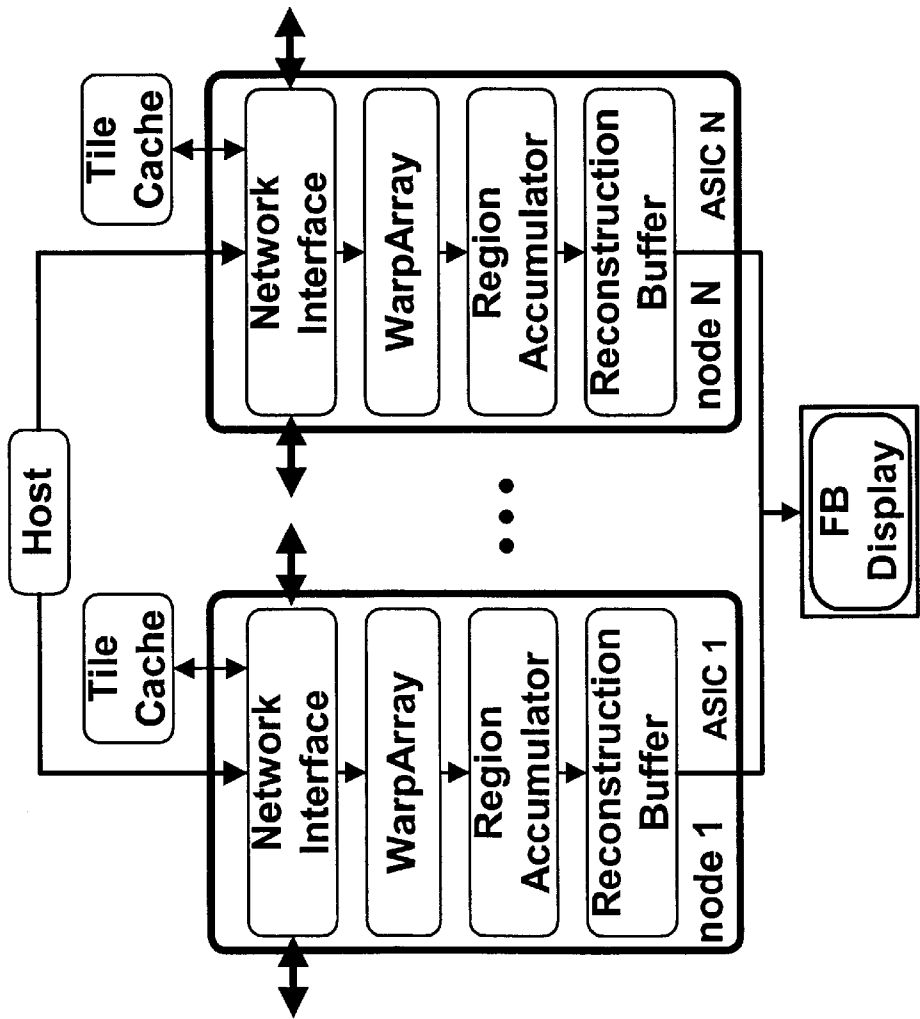 Host
Tile
Cache
Network
Interface
WarpArray
Region
Accumulator
Reconstruction
Buffer
node 1
ASIC 1
Tile
Cache
Network
Interface
WarpArray
Region
Accumulator
Reconstruction
Buffer
node N
ASIC N
FB
Display